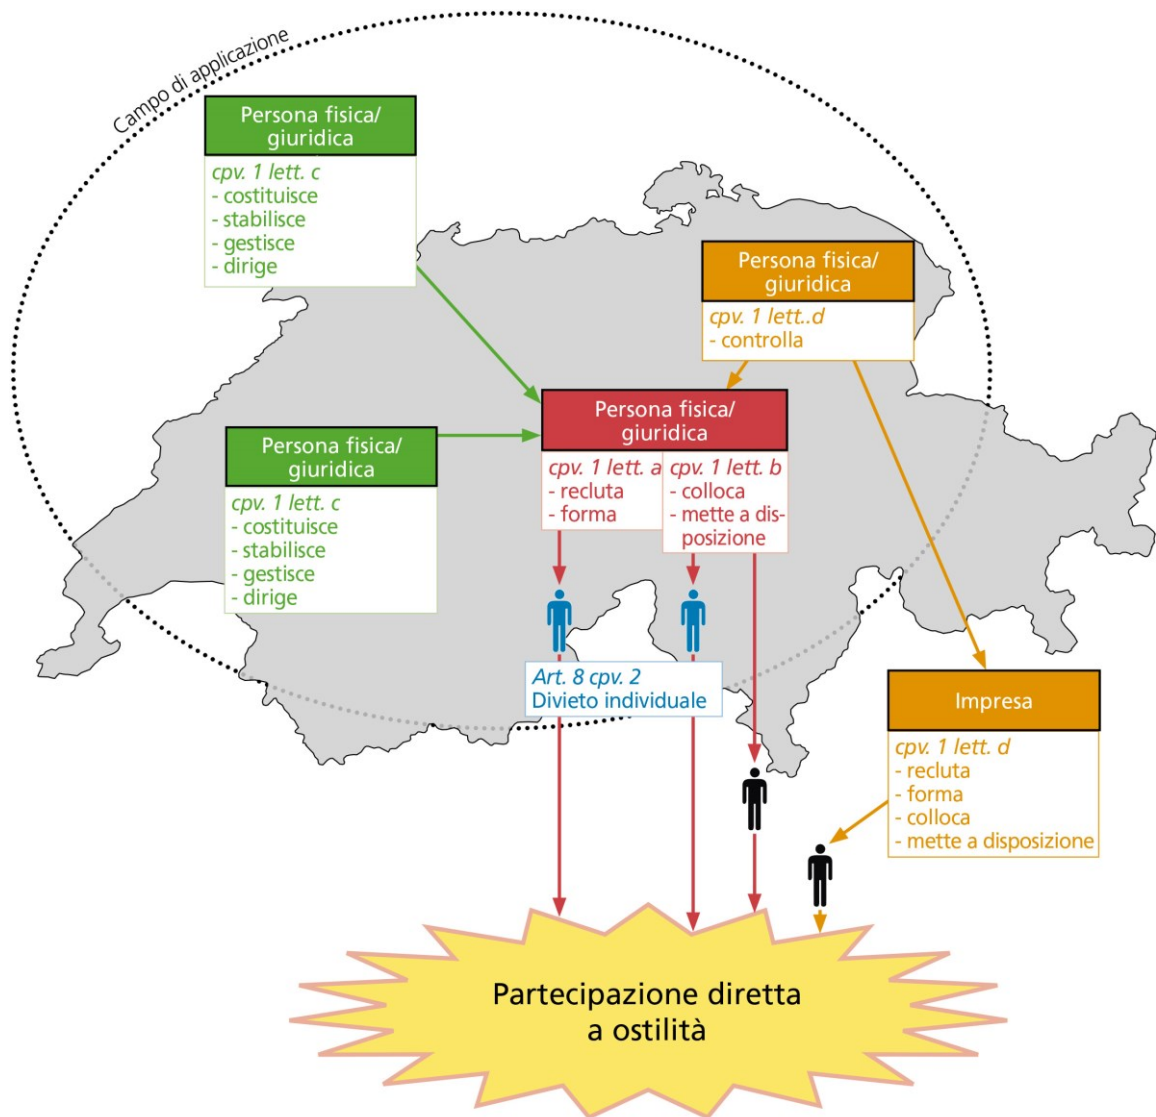 Campo di applicazione
Persona fisica/
giuridica
cpv. 1 lett. c
- costituisce
- stabilisce
- gestisce
- dirige
Persona fisica/
giuridica
cpv. 1 lett..d
- controlla
Persona fisica/
giuridica
cpv. 1 lett. a
- recluta
- forma
cpv. 1 lett. b
- colloca
- mette a dis-
posizione
Persona fisica/
giuridica
cpv. 1 lett. c
- costituisce
- stabilisce
- gestisce
- dirige
Art. 8 cpv. 2
Divieto individuale
Impresa
cpv. 1 lett. d
- recluta
- forma
- colloca
- mette a disposizione
Partecipazione diretta
a ostilità